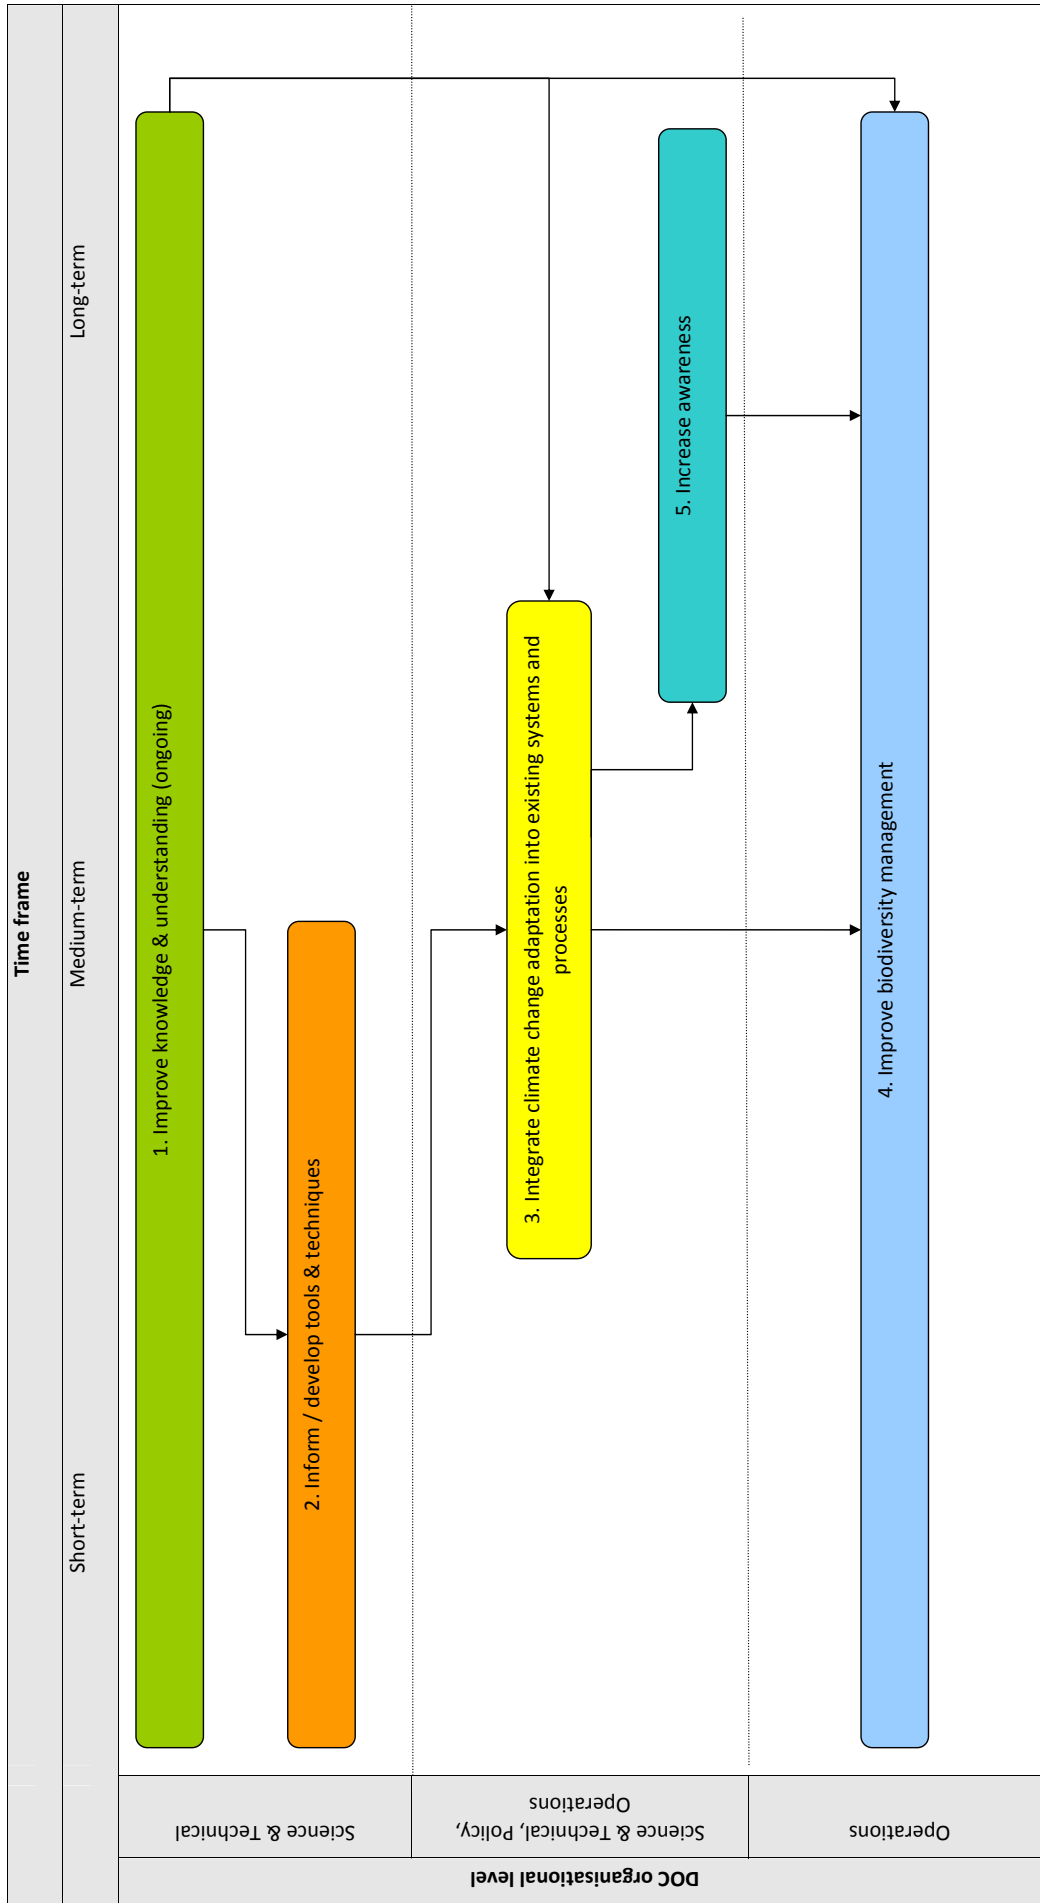 Time frame
Short-term
Medium-term
Long-term
DOC organisational level
Science & Technical
1. Improve knowledge & understanding (ongoing)
2. Inform / develop tools & techniques
Science & Technical, Policy,
Operations
3. Integrate climate change adaptation into existing systems and
processes
5. Increase awareness
Operations
4. Improve biodiversity management